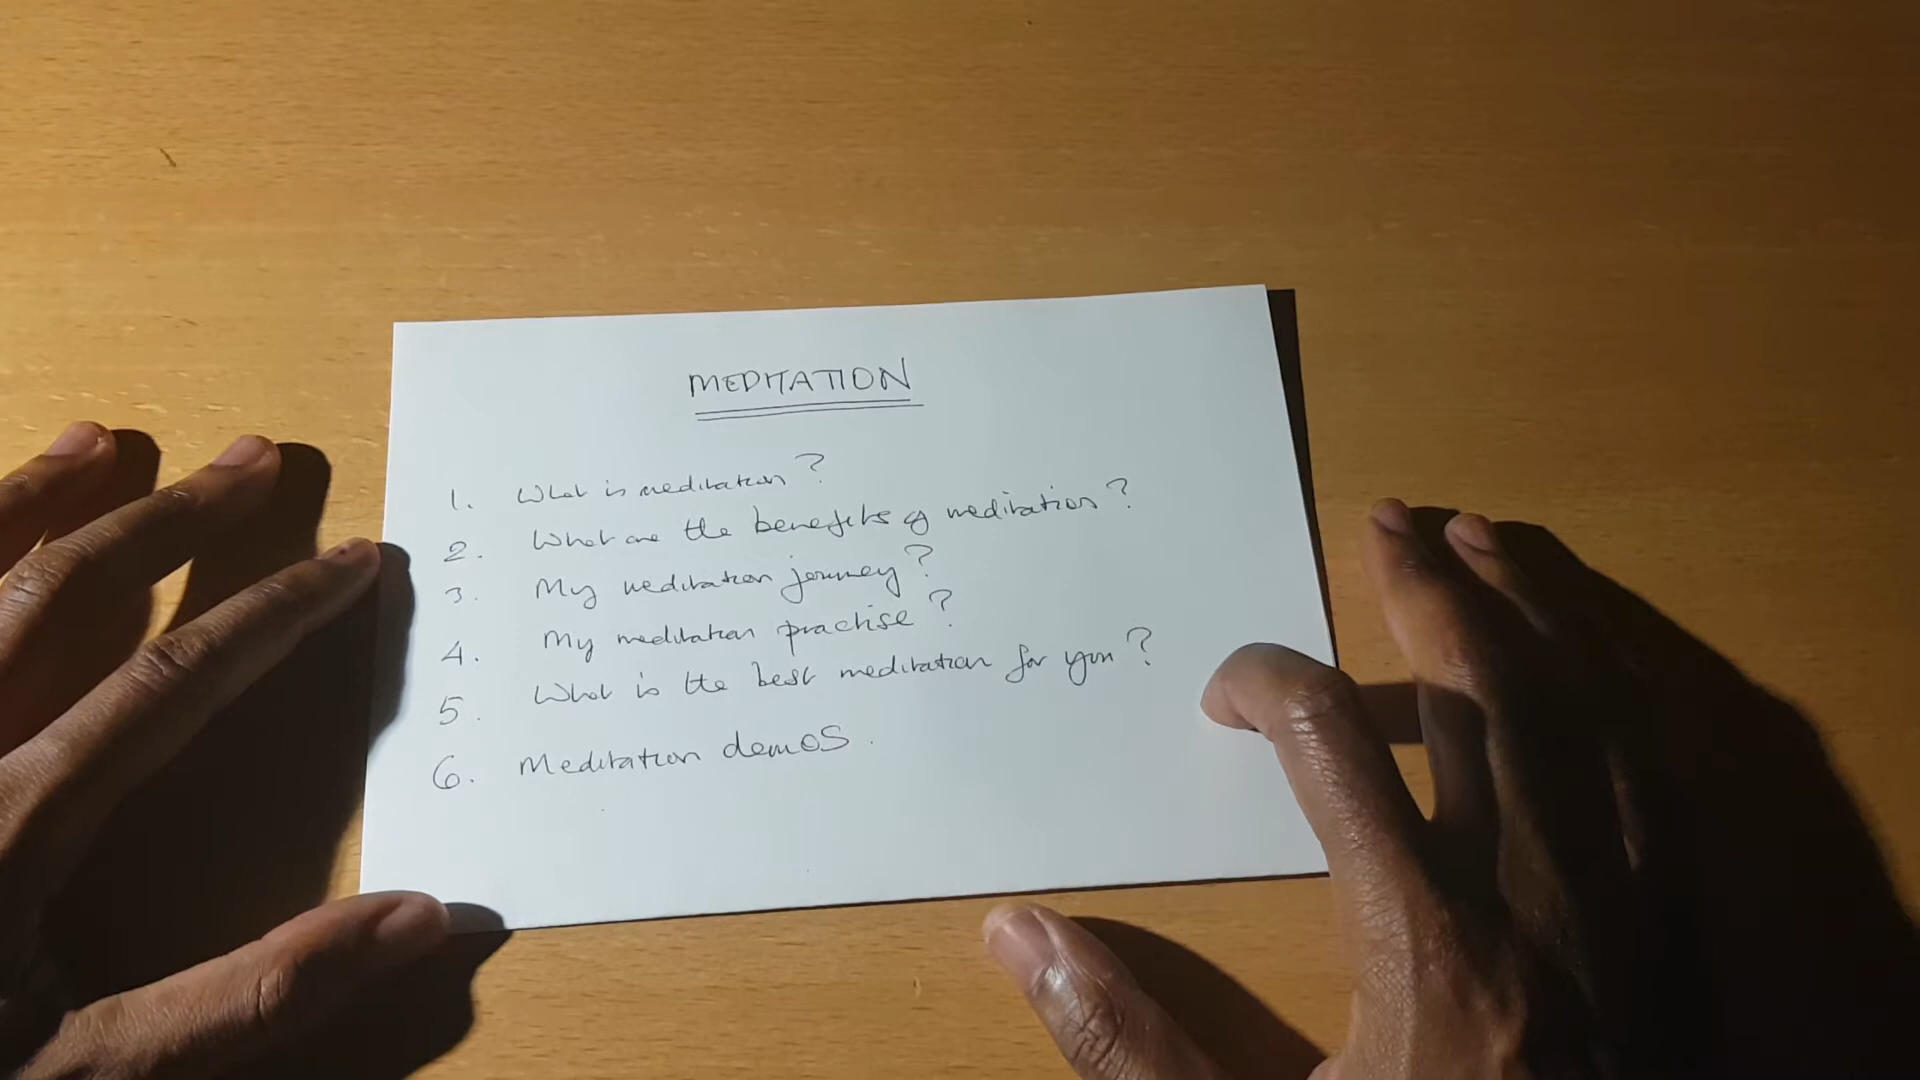 MEDITATION
1. What is meditation?
2. What are the benefits of meditation?
3. My meditation journey?
4. My meditation practise?
5. What is the best meditation for you?
6. Meditation demos.